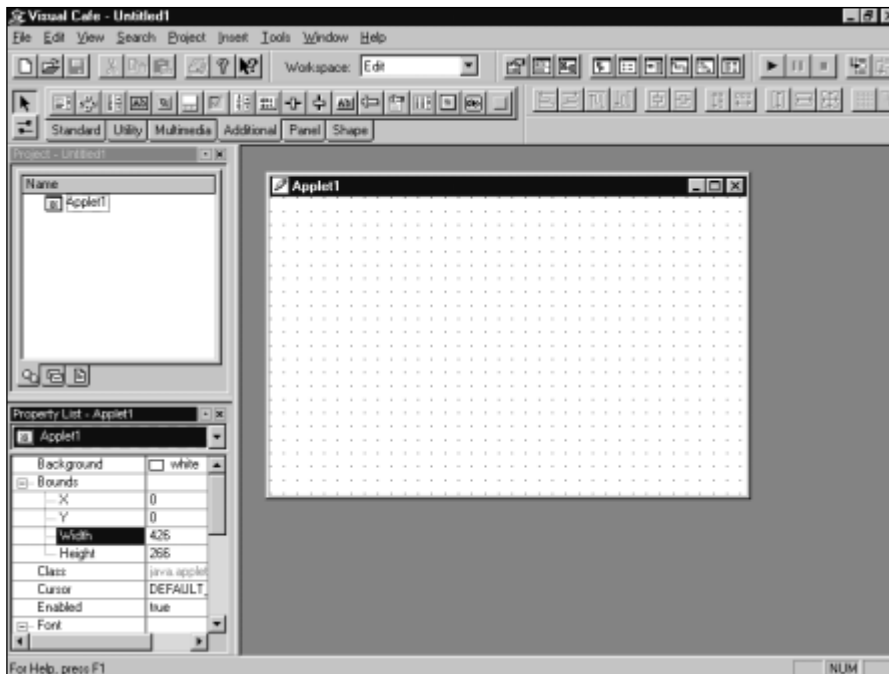 Visual Cafe - Untitled1
File Edit View Search Project Insert Tools Window Help
Workspace: Edit
Standard Utility Multimedia Additional Panel Shape
Project - Untitled1
Name
Applet1
Applet1
Property List - Applet1
Applet1
Background white
Bounds
X 0
Y 0
Width 426
Height 266
Class java.applet
Cursor DEFAULT_
Enabled true
Font
For Help, press F1
NUM